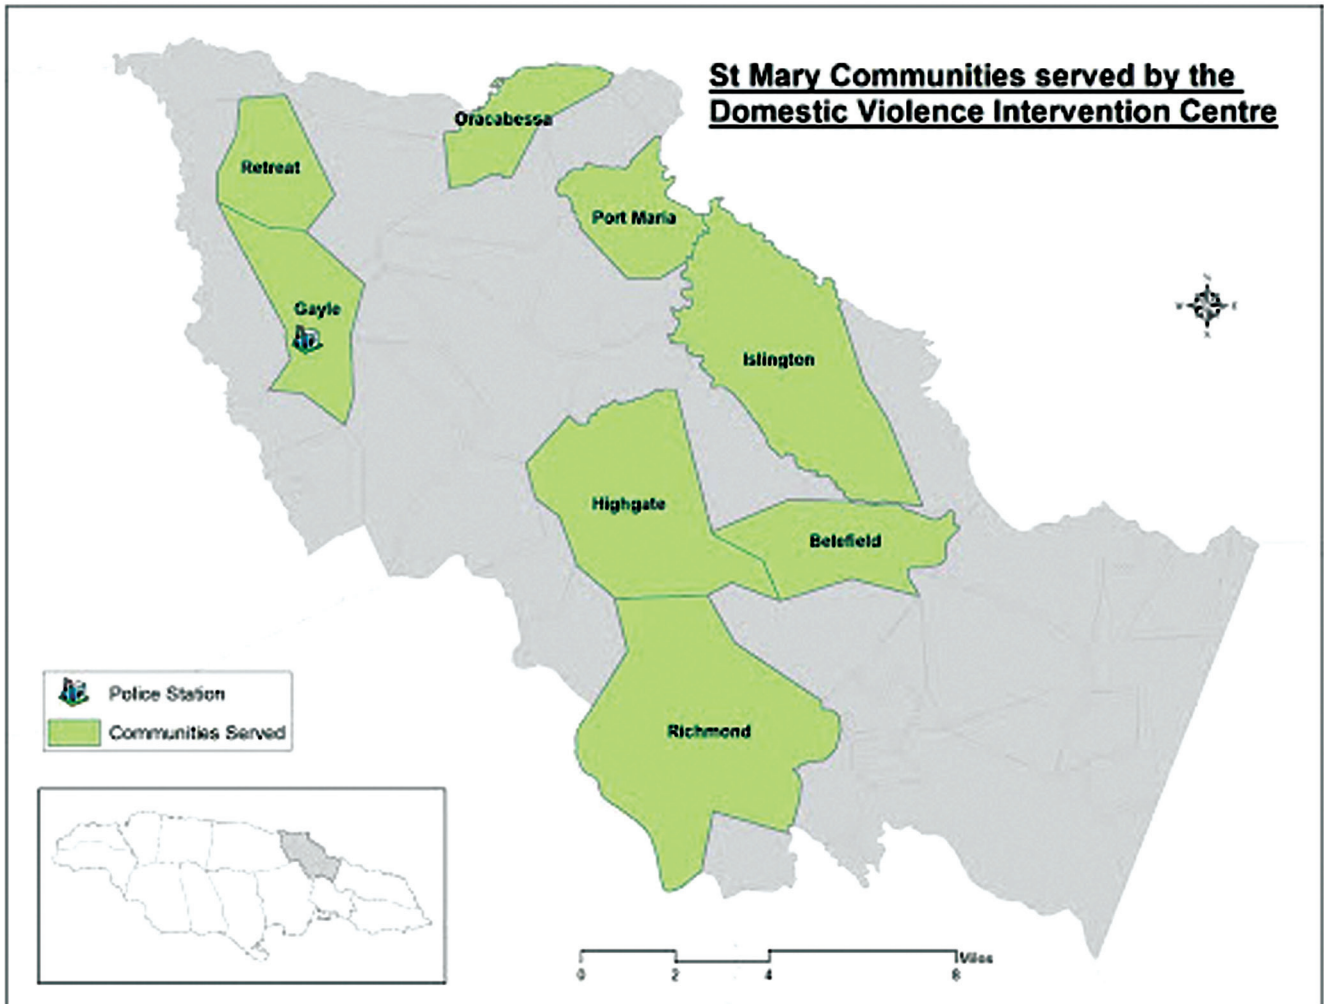 St Mary Communities served by the
Domestic Violence Intervention Centre
Oracabessa
Retreat
Port Maria
Gayle
Islington
Highgate
Belefield
Richmond
N
W
E
Police Station
Communities Served
0 2 4 8 Miles